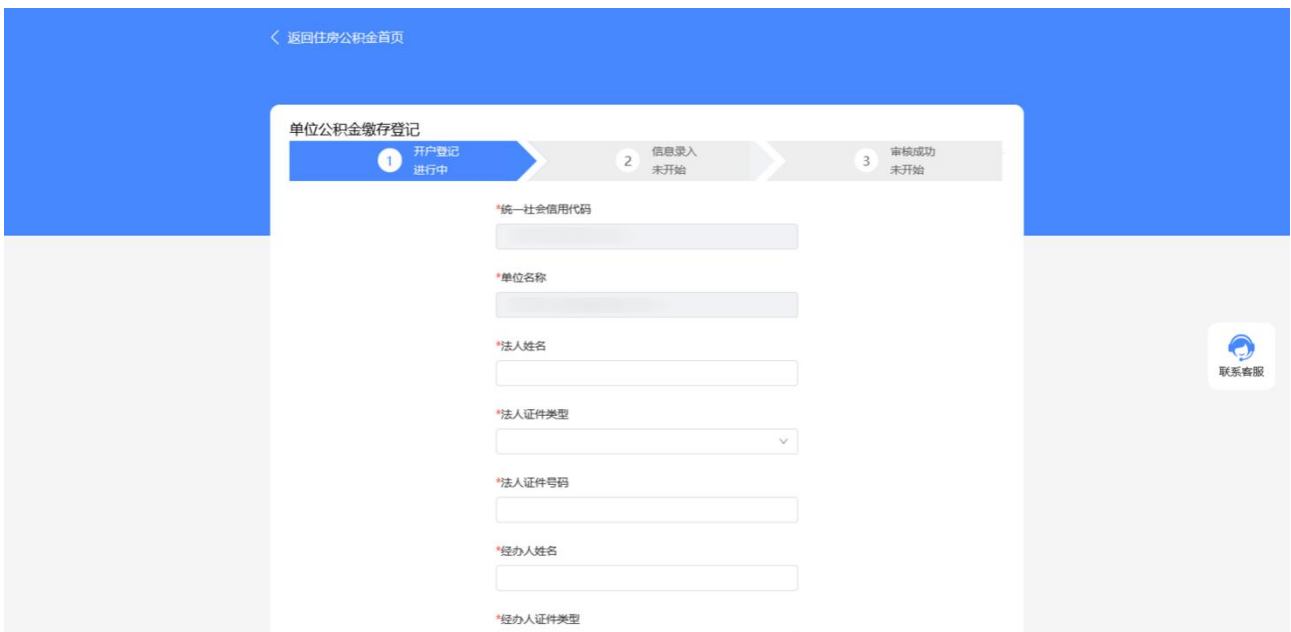 返回住房公积金首页
单位公积金缴存登记
1
开户登记
进行中
2
信息录入
未开始
3
审核成功
未开始
*统一社会信用代码
*单位名称
*法人姓名
*法人证件类型
*法人证件号码
*经办人姓名
*经办人证件类型
联系客服